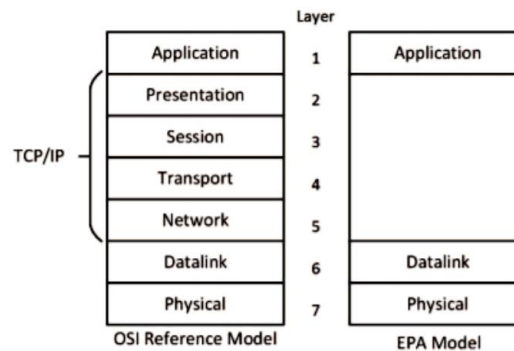 Layer
Application 1 Application
Presentation 2
Session 3
TCP/IP
Transport 4
Network 5
Datalink 6 Datalink
Physical 7 Physical
OSI Reference Model EPA Model